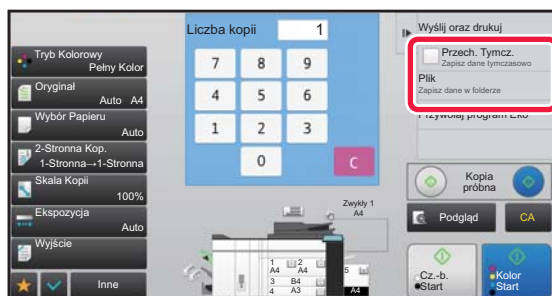 Liczba kopii 1
Tryb Kolorowy
Pełny Kolor
Oryginał
Auto A4
Wybór Papieru
Auto
2-Stronna Kop.
1-Stronna→1-Stronna
Skala Kopii
100%
Ekspozycja
Auto
Wyjście
Inne
7 8 9
4 5 6
1 2 3
0 C
Zwykły 1
A4
1 2
A4 A4
3 B4
4 A3
5
A4
Wyślij oraz drukuj
Przech. Tymcz.
Zapisz dane tymczasowo
Plik
Zapisz dane w folderze
Przywołaj program Eko
Kopia
próbna
Podgląd
CA
Cz.-b.
Start
Kolor
Start